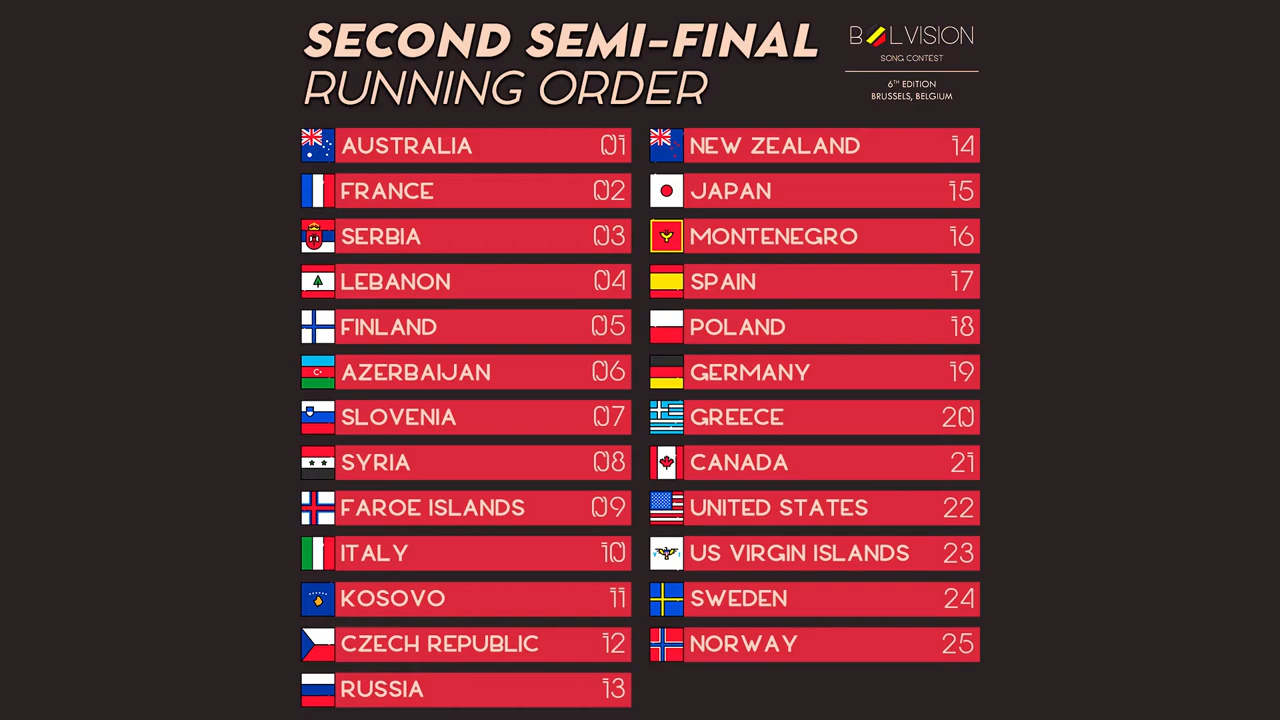 SECOND SEMI-FINAL
RUNNING ORDER
BOLVISION
SONG CONTEST
6TH EDITION
BRUSSELS, BELGIUM
AUSTRALIA 01
FRANCE 02
SERBIA 03
LEBANON 04
FINLAND 05
AZERBAIJAN 06
SLOVENIA 07
SYRIA 08
FAROE ISLANDS 09
ITALY 10
KOSOVO 11
CZECH REPUBLIC 12
RUSSIA 13
NEW ZEALAND 14
JAPAN 15
MONTENEGRO 16
SPAIN 17
POLAND 18
GERMANY 19
GREECE 20
CANADA 21
UNITED STATES 22
US VIRGIN ISLANDS 23
SWEDEN 24
NORWAY 25